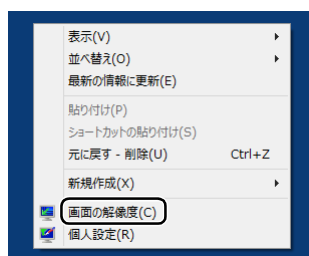 表示(V)
並べ替え(O)
最新の情報に更新(E)
貼り付け(P)
ショートカットの貼り付け(S)
元に戻す - 削除(U) Ctrl+Z
新規作成(X)
画面の解像度(C)
個人設定(R)